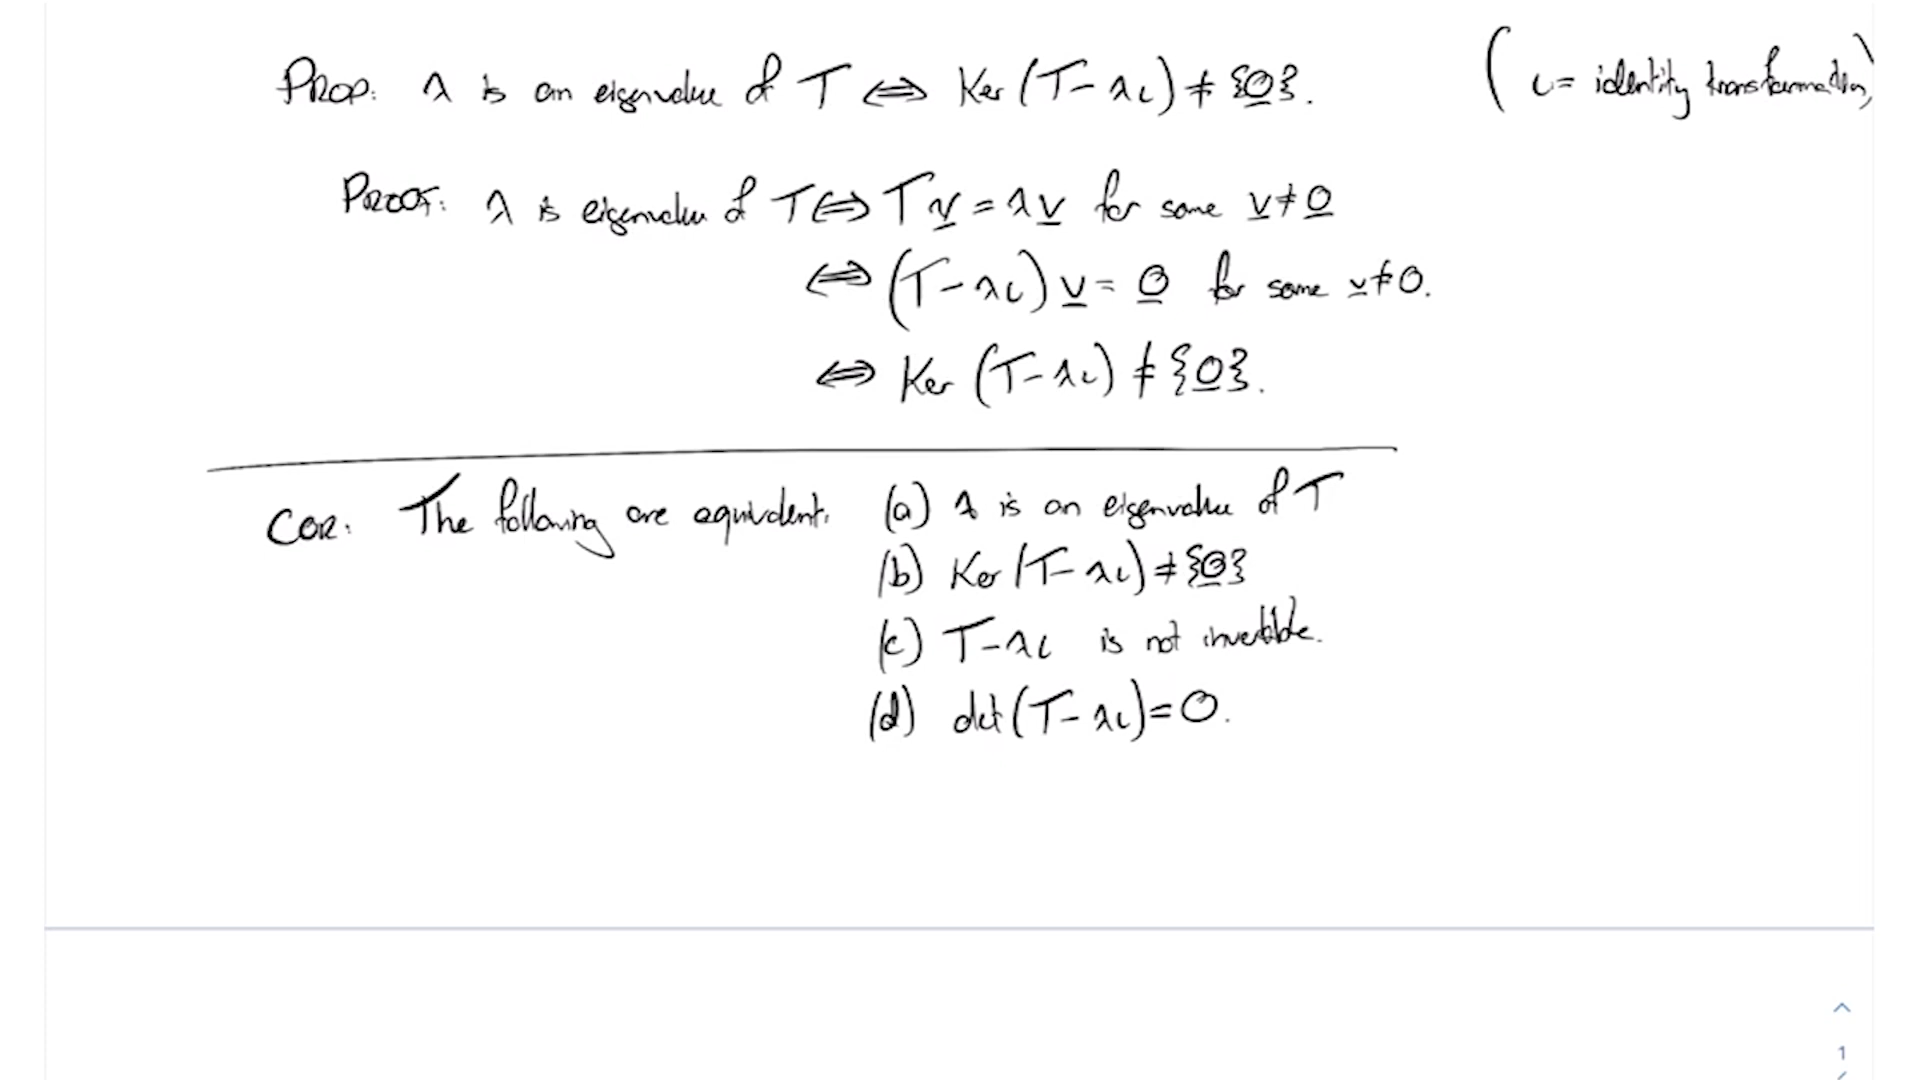 PROP: λ is an eigenvalue of T ⟺ Ker (T - λι) ≠ {0}. (ι = identity transformation)
PROOF: λ is eigenvalue of T ⟺ T v = λ v for some v ≠ 0
⟺ (T - λι) v = 0 for some v ≠ 0.
⟺ Ker (T - λι) ≠ {0}.
COR: The following are equivalent. (a) λ is an eigenvalue of T
(b) Ker (T - λι) ≠ {0}
(c) T - λι is not invertible.
(d) det (T - λι) = 0.
1